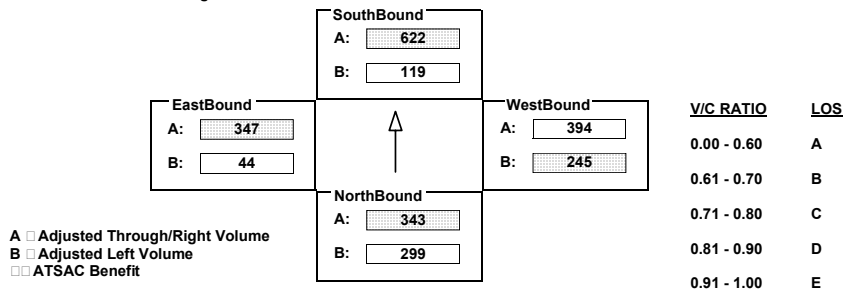 SouthBound
A: 622
B: 119
EastBound
A: 347
B: 44
WestBound
A: 394
B: 245
NorthBound
A: 343
B: 299
A □ Adjusted Through/Right Volume
B □ Adjusted Left Volume
□□ ATSAC Benefit
V/C RATIO LOS
0.00 - 0.60 A
0.61 - 0.70 B
0.71 - 0.80 C
0.81 - 0.90 D
0.91 - 1.00 E